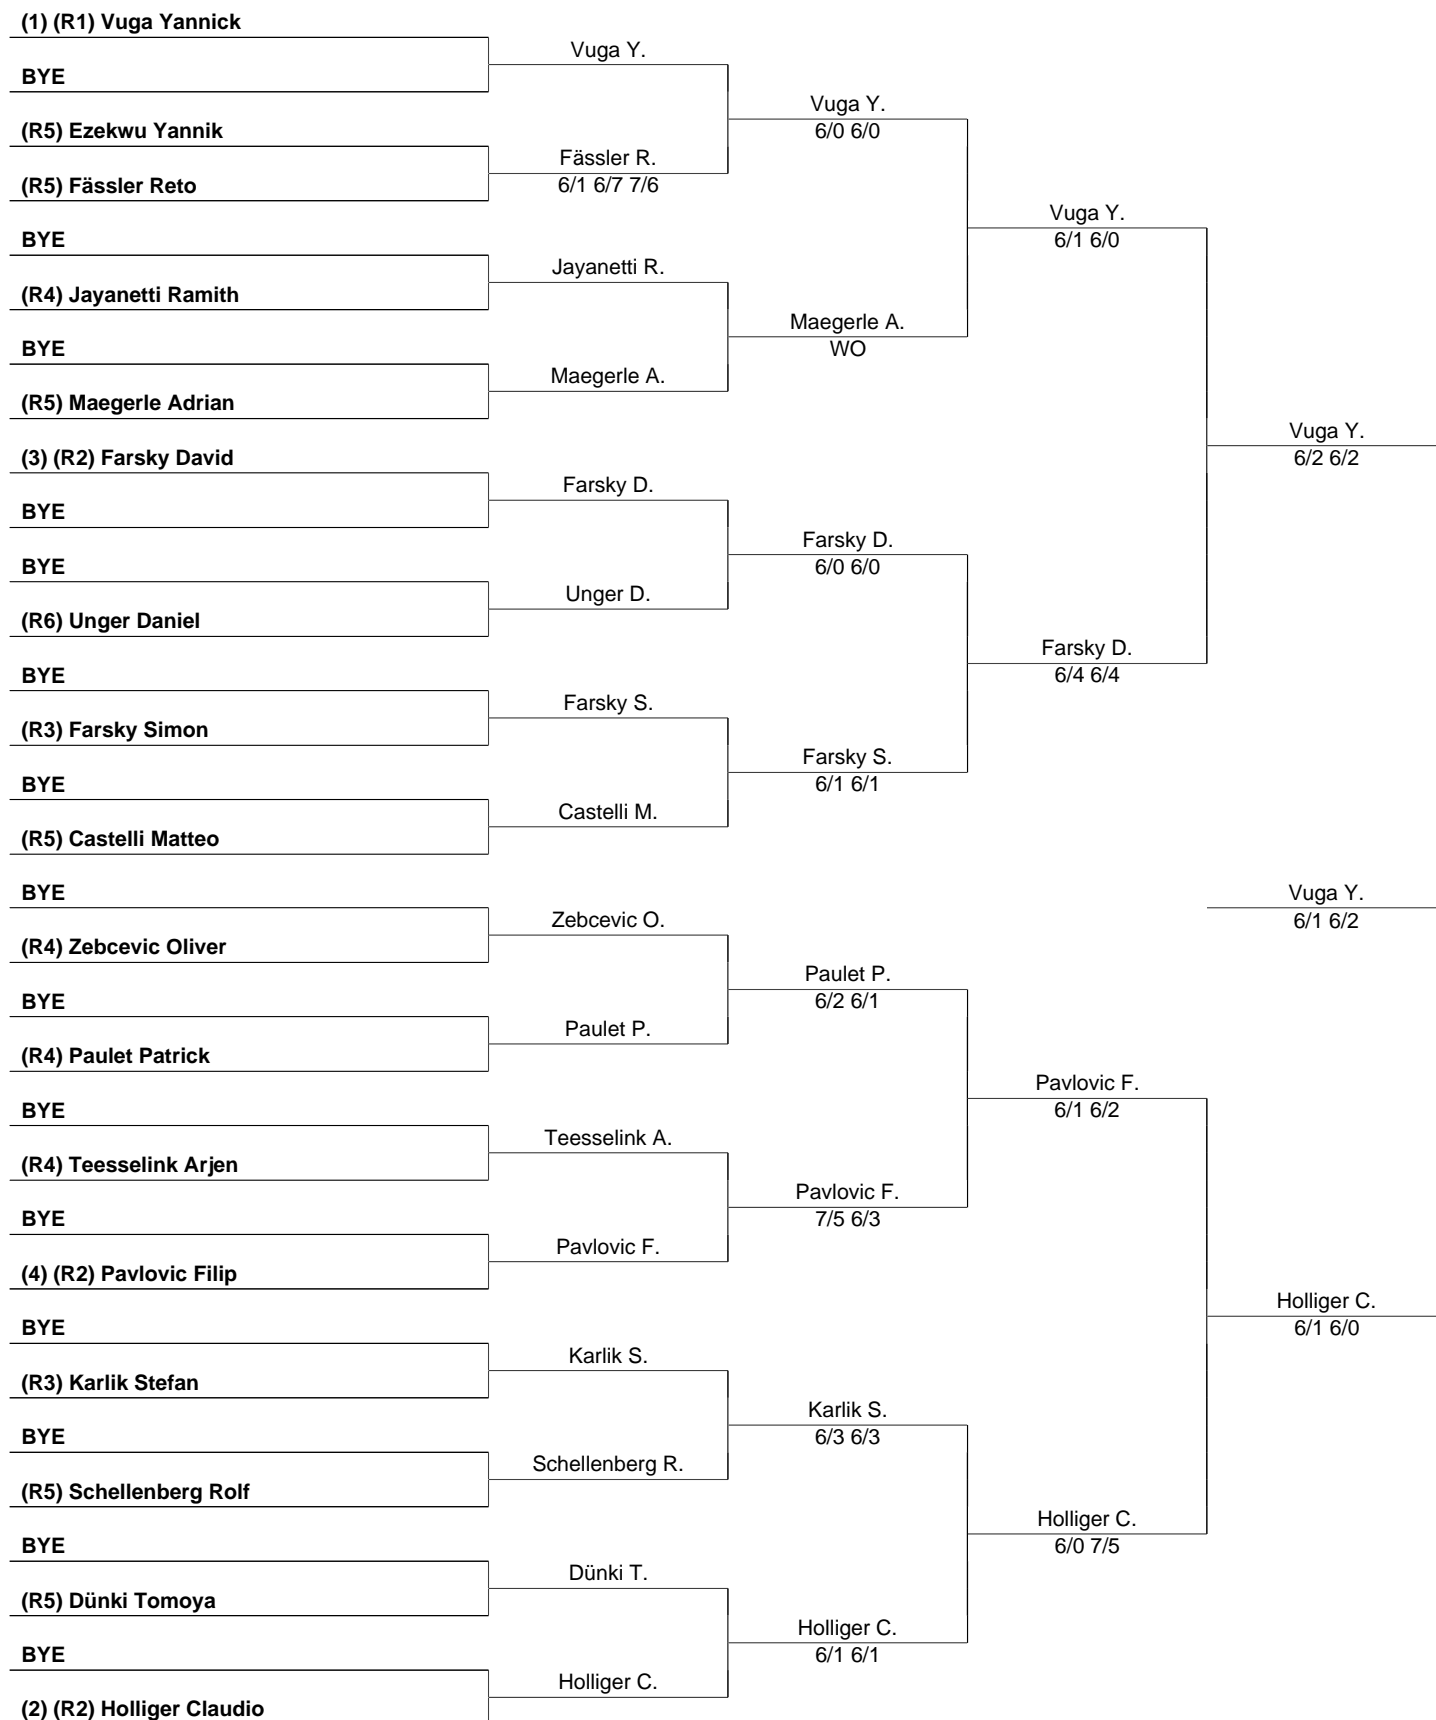 (1) (R1) Vuga Yannick
BYE
(R5) Ezekwu Yannik
(R5) Fässler Reto
BYE
(R4) Jayanetti Ramith
BYE
(R5) Maegerle Adrian
(3) (R2) Farsky David
BYE
BYE
(R6) Unger Daniel
BYE
(R3) Farsky Simon
BYE
(R5) Castelli Matteo
BYE
(R4) Zebcevic Oliver
BYE
(R4) Paulet Patrick
BYE
(R4) Teesselink Arjen
BYE
(4) (R2) Pavlovic Filip
BYE
(R3) Karlik Stefan
BYE
(R5) Schellenberg Rolf
BYE
(R5) Dünki Tomoya
BYE
(2) (R2) Holliger Claudio
Vuga Y.
Fässler R.
6/1 6/7 7/6
Jayanetti R.
Maegerle A.
Farsky D.
Unger D.
Farsky S.
Castelli M.
Zebcevic O.
Paulet P.
Teesselink A.
Pavlovic F.
Karlik S.
Schellenberg R.
Dünki T.
Holliger C.
Vuga Y.
6/0 6/0
Maegerle A.
WO
Farsky D.
6/0 6/0
Farsky S.
6/1 6/1
Paulet P.
6/2 6/1
Pavlovic F.
7/5 6/3
Karlik S.
6/3 6/3
Holliger C.
6/1 6/1
Vuga Y.
6/1 6/0
Farsky D.
6/4 6/4
Pavlovic F.
6/1 6/2
Holliger C.
6/0 7/5
Vuga Y.
6/2 6/2
Vuga Y.
6/1 6/2
Holliger C.
6/1 6/0